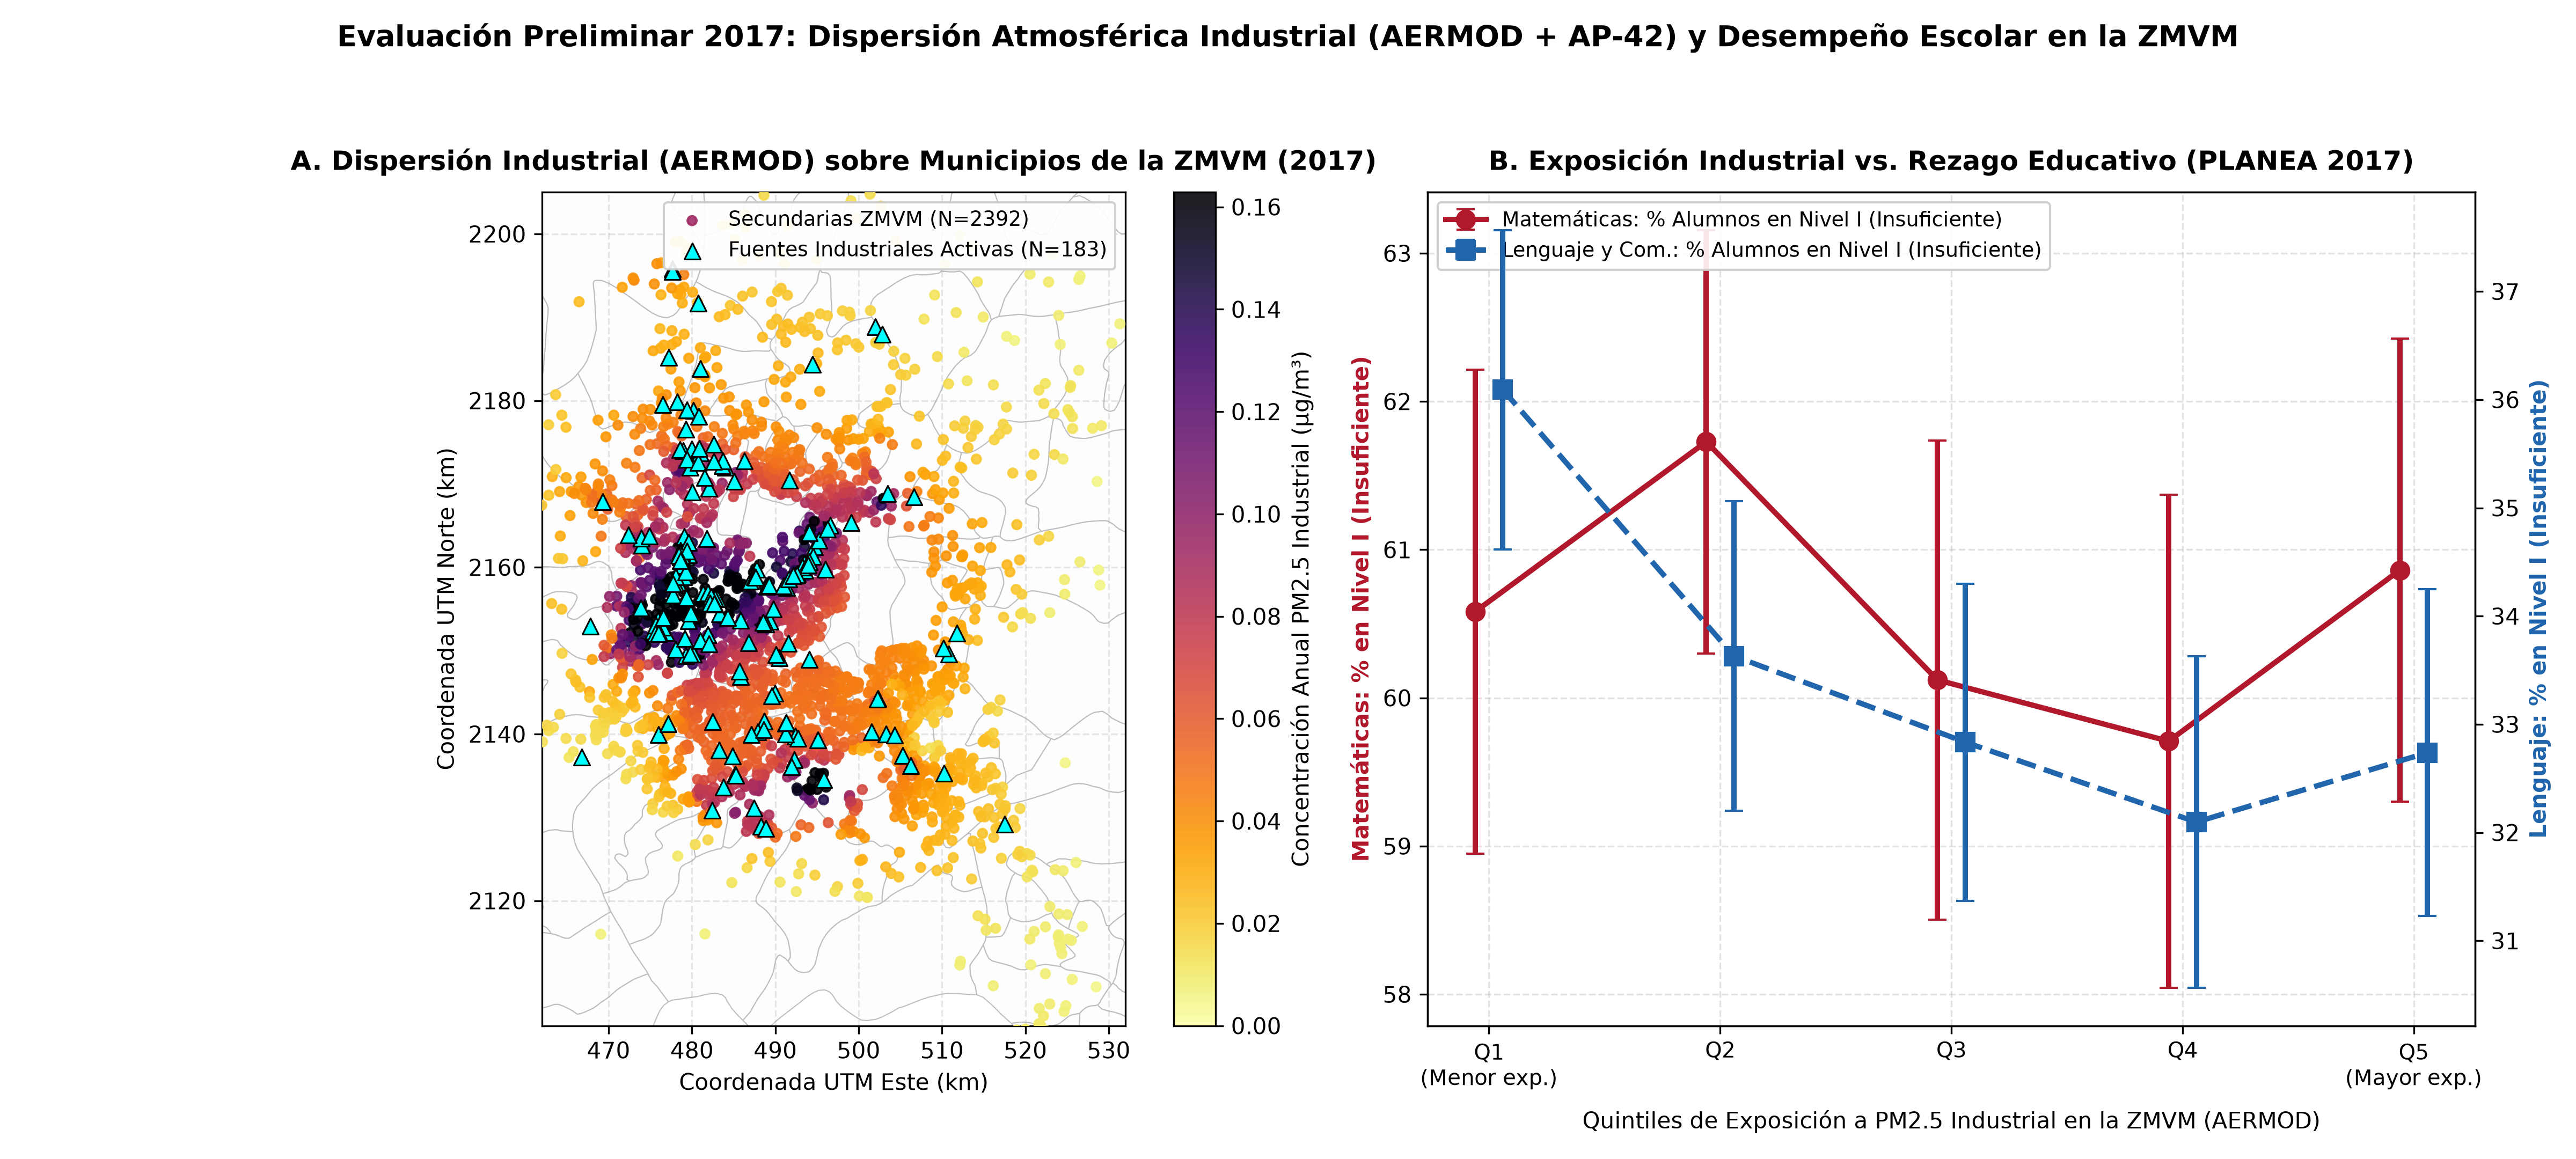 Evaluación Preliminar 2017: Dispersión Atmosférica Industrial (AERMOD + AP-42) y Desempeño Escolar en la ZMVM
A. Dispersión Industrial (AERMOD) sobre Municipios de la ZMVM (2017)
Secundarias ZMVM (N=2392)
Fuentes Industriales Activas (N=183)
Coordenada UTM Norte (km)
2200
2180
2160
2140
2120
470 480 490 500 510 520 530
Coordenada UTM Este (km)
0.16
0.14
0.12
0.10
0.08
0.06
0.04
0.02
0.00
Concentración Anual PM2.5 Industrial (µg/m³)
B. Exposición Industrial vs. Rezago Educativo (PLANEA 2017)
Matemáticas: % Alumnos en Nivel I (Insuficiente)
Lenguaje y Com.: % Alumnos en Nivel I (Insuficiente)
Matemáticas: % en Nivel I (Insuficiente)
63
62
61
60
59
58
Q1 Q2 Q3 Q4 Q5
(Menor exp.) (Mayor exp.)
Quintiles de Exposición a PM2.5 Industrial en la ZMVM (AERMOD)
37
36
35
34
33
32
31
Lenguaje: % en Nivel I (Insuficiente)